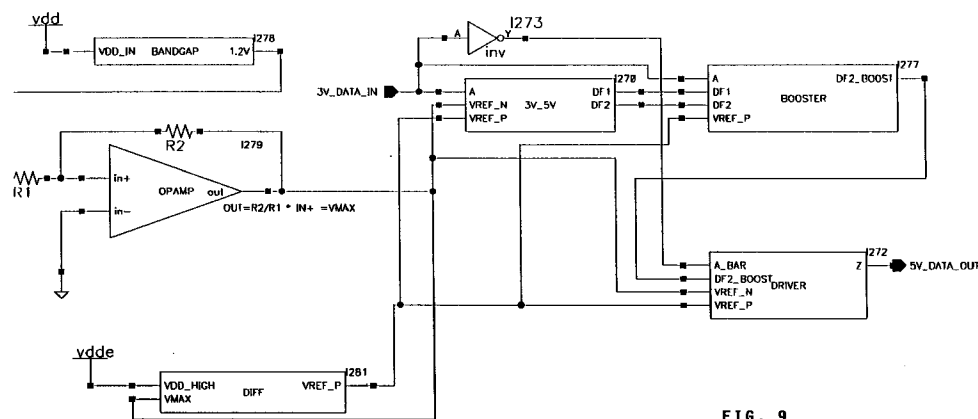 vdd
I278
VDD_IN BANDGAP 1.2V
A Y I273
inv
3V_DATA_IN
I270
A DF1
VREF_N 3V_5V DF2
VREF_P
I277
A DF2_BOOST
DF1
DF2 BOOSTER
VREF_P
R2
I279
R1
in+
OPAMP out
in-
OUT=R2/R1 * IN+ =VMAX
I272
A_BAR Z
DF2_BOOST
DRIVER
VREF_N
VREF_P
5V_DATA_OUT
vdde
I281
VDD_HIGH DIFF VREF_P
VMAX
FIG. 9